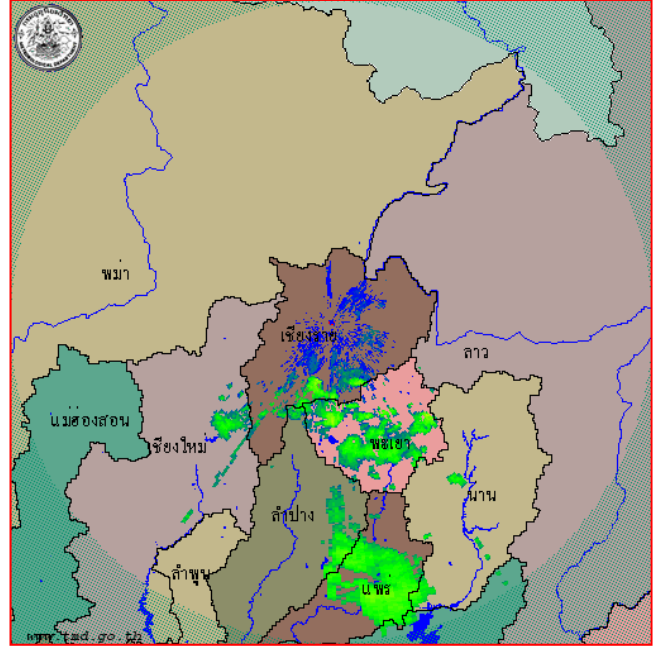 พม่า
เชียงราย
ลาว
แม่ฮ่องสอน
เชียงใหม่
พะเยา
น่าน
ลำปาง
ลำพูน
แพร่
www.tmd.go.th